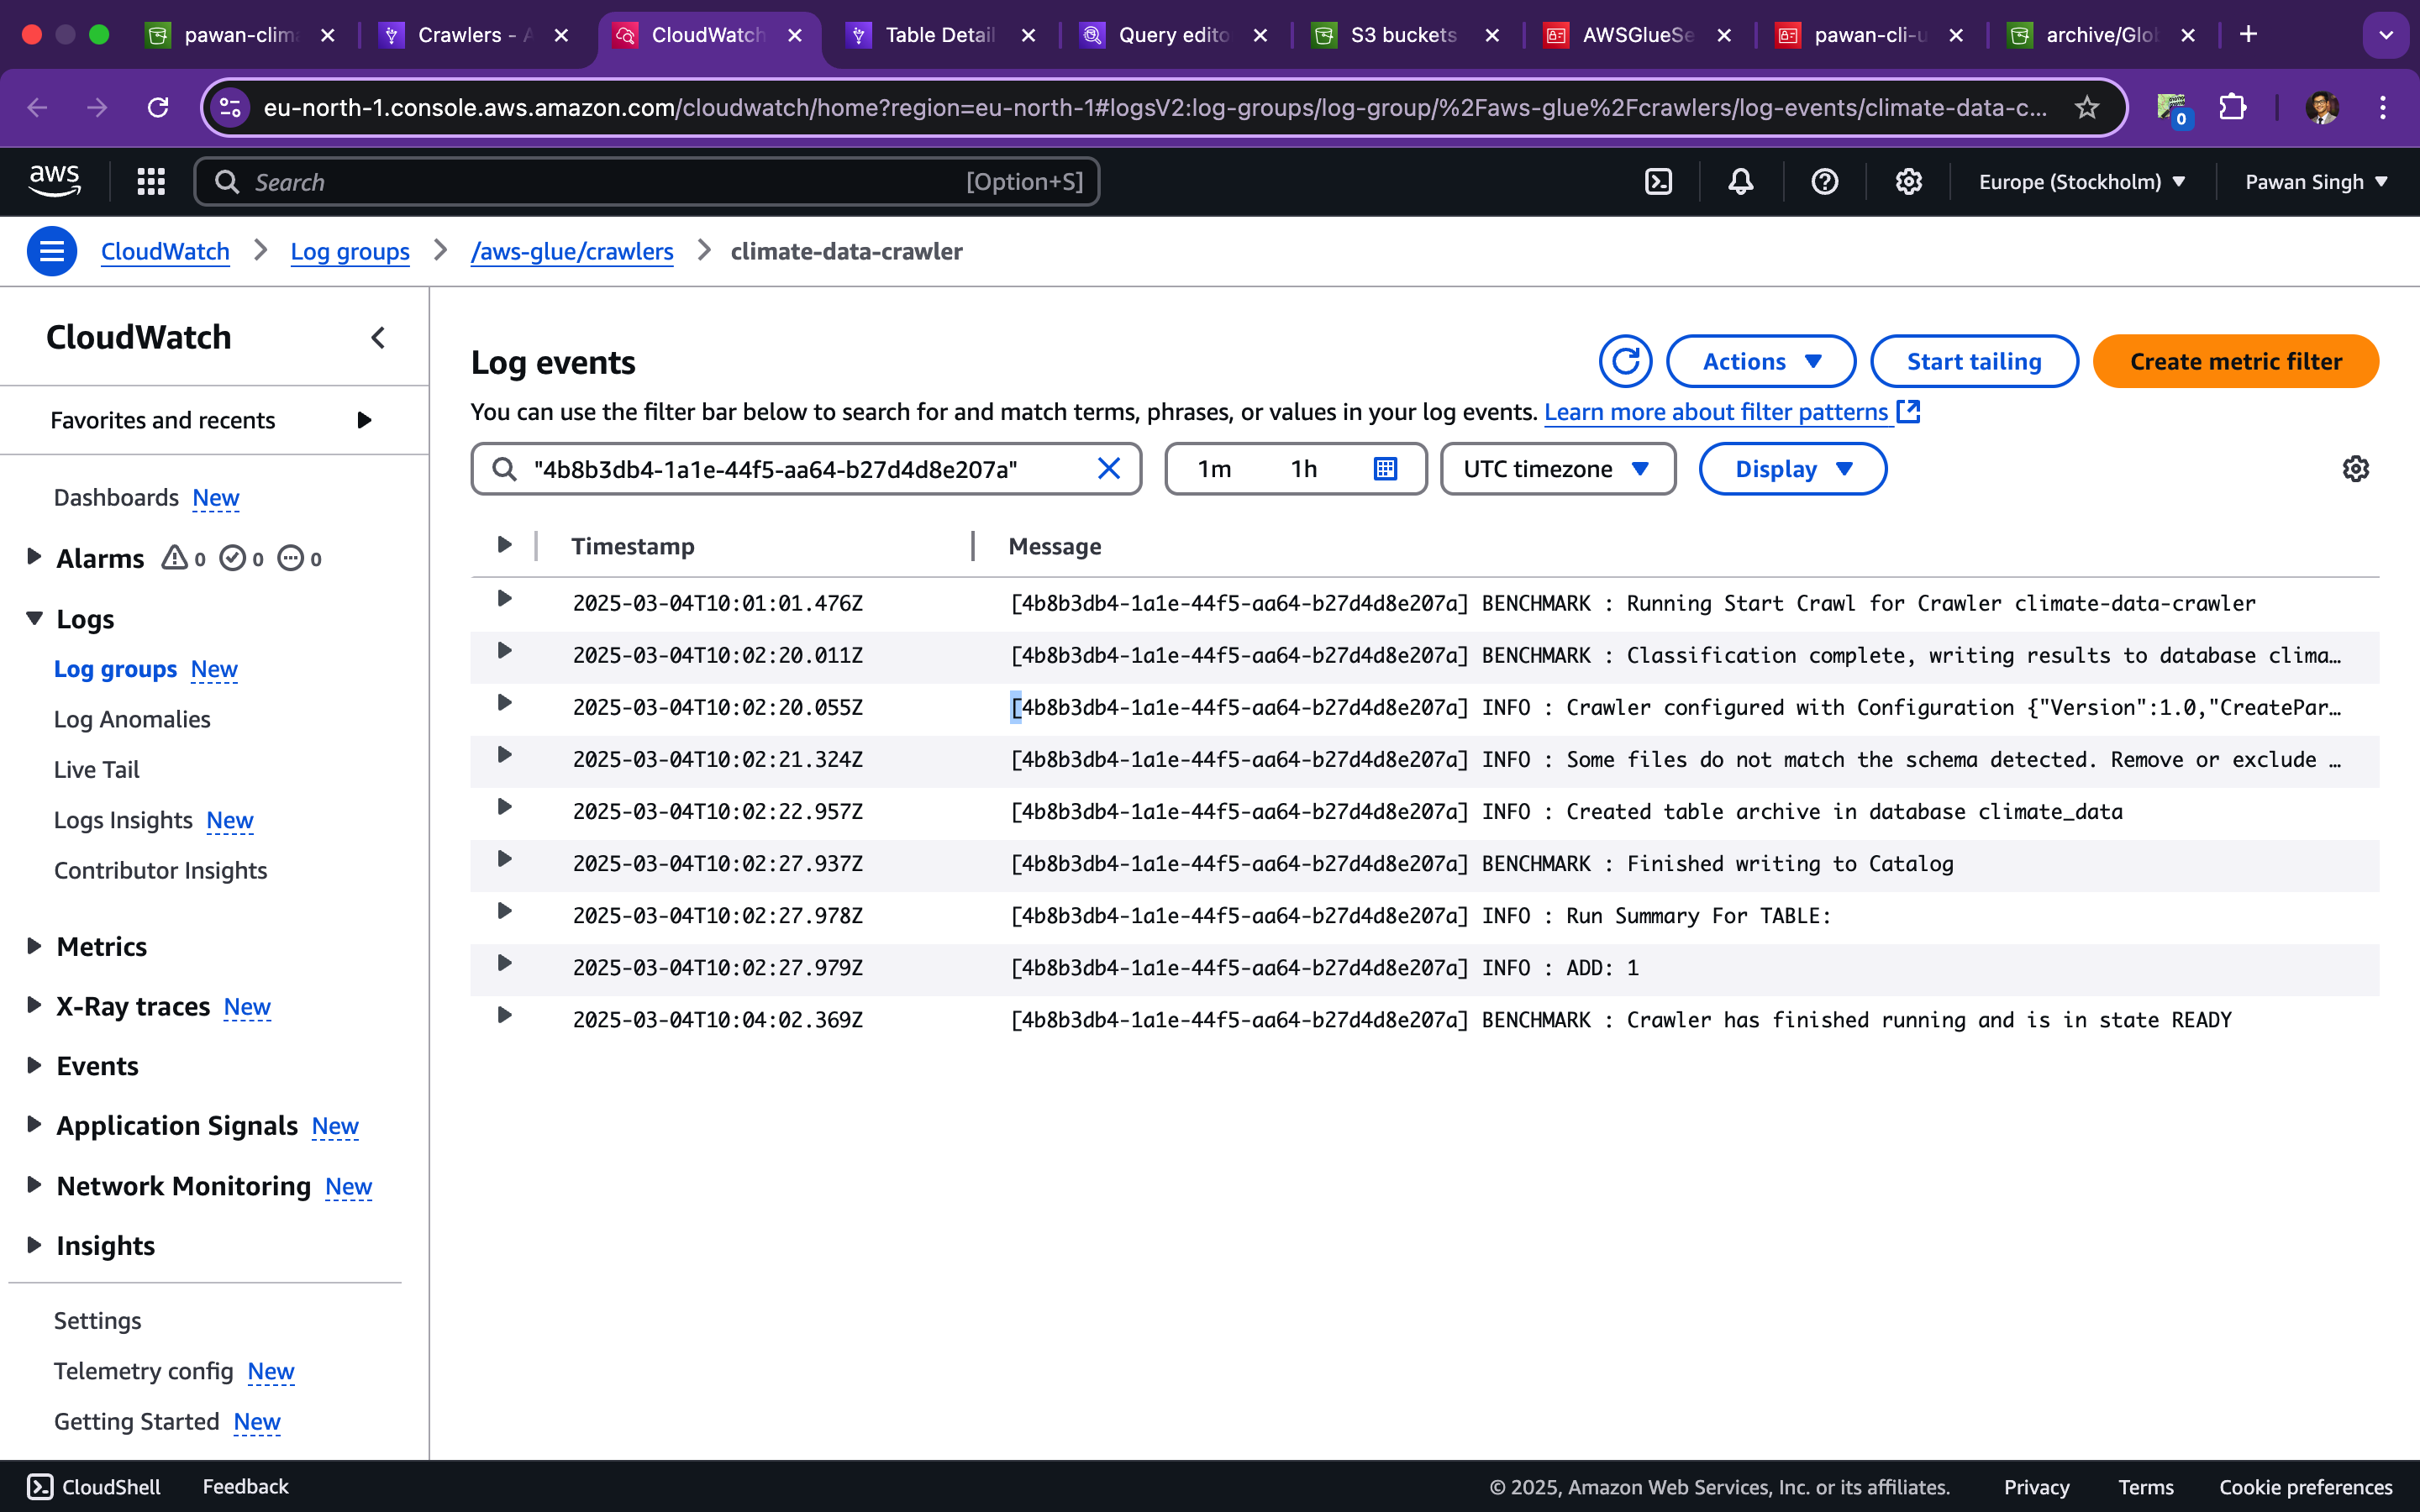 pawan-clim
Crawlers - A
CloudWatch
Table Detail
Query edito
S3 buckets
AWSGlueSe
pawan-cli-u
archive/Glob
eu-north-1.console.aws.amazon.com/cloudwatch/home?region=eu-north-1#logsV2:log-groups/log-group/%2Faws-glue%2Fcrawlers/log-events/climate-data-c...
0
aws
Search
[Option+S]
Europe (Stockholm)
Pawan Singh
CloudWatch
Log groups
/aws-glue/crawlers
climate-data-crawler
CloudWatch
Favorites and recents
Dashboards New
Alarms 0 0 0
Logs
Log groups New
Log Anomalies
Live Tail
Logs Insights New
Contributor Insights
Metrics
X-Ray traces New
Events
Application Signals New
Network Monitoring New
Insights
Settings
Telemetry config New
Getting Started New
Log events
Actions
Start tailing
Create metric filter
You can use the filter bar below to search for and match terms, phrases, or values in your log events. Learn more about filter patterns
"4b8b3db4-1a1e-44f5-aa64-b27d4d8e207a"
1m 1h
UTC timezone
Display
Timestamp Message
2025-03-04T10:01:01.476Z [4b8b3db4-1a1e-44f5-aa64-b27d4d8e207a] BENCHMARK : Running Start Crawl for Crawler climate-data-crawler
2025-03-04T10:02:20.011Z [4b8b3db4-1a1e-44f5-aa64-b27d4d8e207a] BENCHMARK : Classification complete, writing results to database clima…
2025-03-04T10:02:20.055Z [4b8b3db4-1a1e-44f5-aa64-b27d4d8e207a] INFO : Crawler configured with Configuration {"Version":1.0,"CreatePar…
2025-03-04T10:02:21.324Z [4b8b3db4-1a1e-44f5-aa64-b27d4d8e207a] INFO : Some files do not match the schema detected. Remove or exclude …
2025-03-04T10:02:22.957Z [4b8b3db4-1a1e-44f5-aa64-b27d4d8e207a] INFO : Created table archive in database climate_data
2025-03-04T10:02:27.937Z [4b8b3db4-1a1e-44f5-aa64-b27d4d8e207a] BENCHMARK : Finished writing to Catalog
2025-03-04T10:02:27.978Z [4b8b3db4-1a1e-44f5-aa64-b27d4d8e207a] INFO : Run Summary For TABLE:
2025-03-04T10:02:27.979Z [4b8b3db4-1a1e-44f5-aa64-b27d4d8e207a] INFO : ADD: 1
2025-03-04T10:04:02.369Z [4b8b3db4-1a1e-44f5-aa64-b27d4d8e207a] BENCHMARK : Crawler has finished running and is in state READY
CloudShell
Feedback
© 2025, Amazon Web Services, Inc. or its affiliates.
Privacy
Terms
Cookie preferences